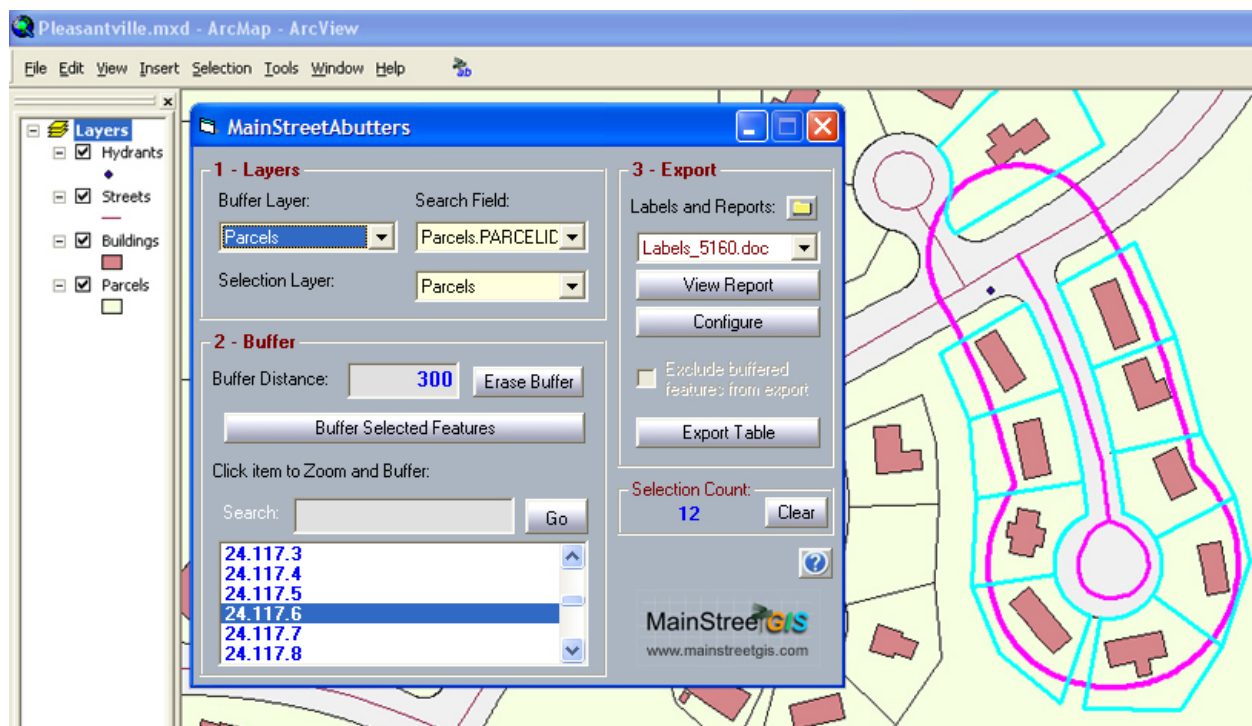 Pleasantville.mxd - ArcMap - ArcView
File Edit View Insert Selection Tools Window Help
Layers
Hydrants
Streets
Buildings
Parcels
MainStreetAbutters
1 - Layers
Buffer Layer:
Search Field:
Parcels
Parcels.PARCELID
Selection Layer:
Parcels
2 - Buffer
Buffer Distance:
300
Erase Buffer
Buffer Selected Features
Click item to Zoom and Buffer:
Search:
Go
24.117.3
24.117.4
24.117.5
24.117.6
24.117.7
24.117.8
3 - Export
Labels and Reports:
Labels_5160.doc
View Report
Configure
Exclude buffered
features from export
Export Table
Selection Count:
12
Clear
MainStreetGIS
www.mainstreetgis.com